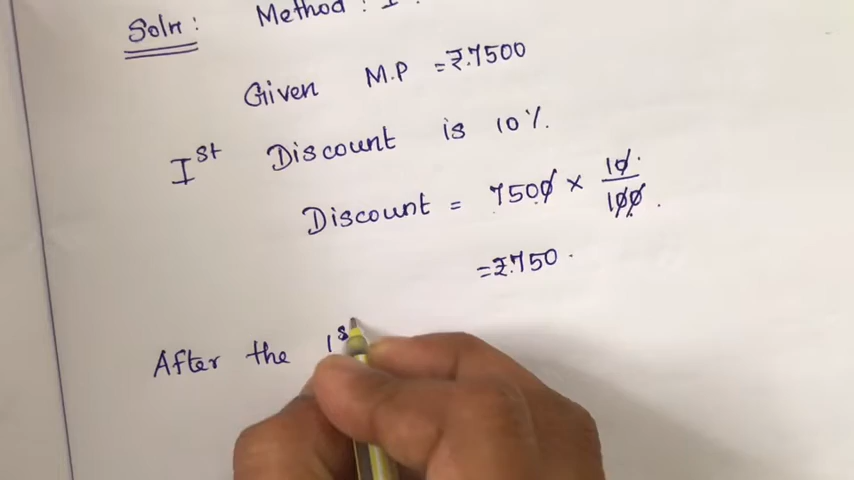 Soln: Method: I.
Given M.P = ₹.7500
Ist Discount is 10%.
Discount = 7500 × 10/100.
= ₹.750.
After the 1s